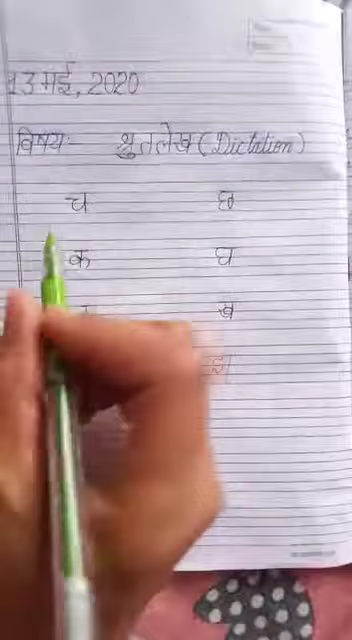 13 मई, 2020
विषय:- श्रुतलेख (Dictation)
च छ
क घ
ख